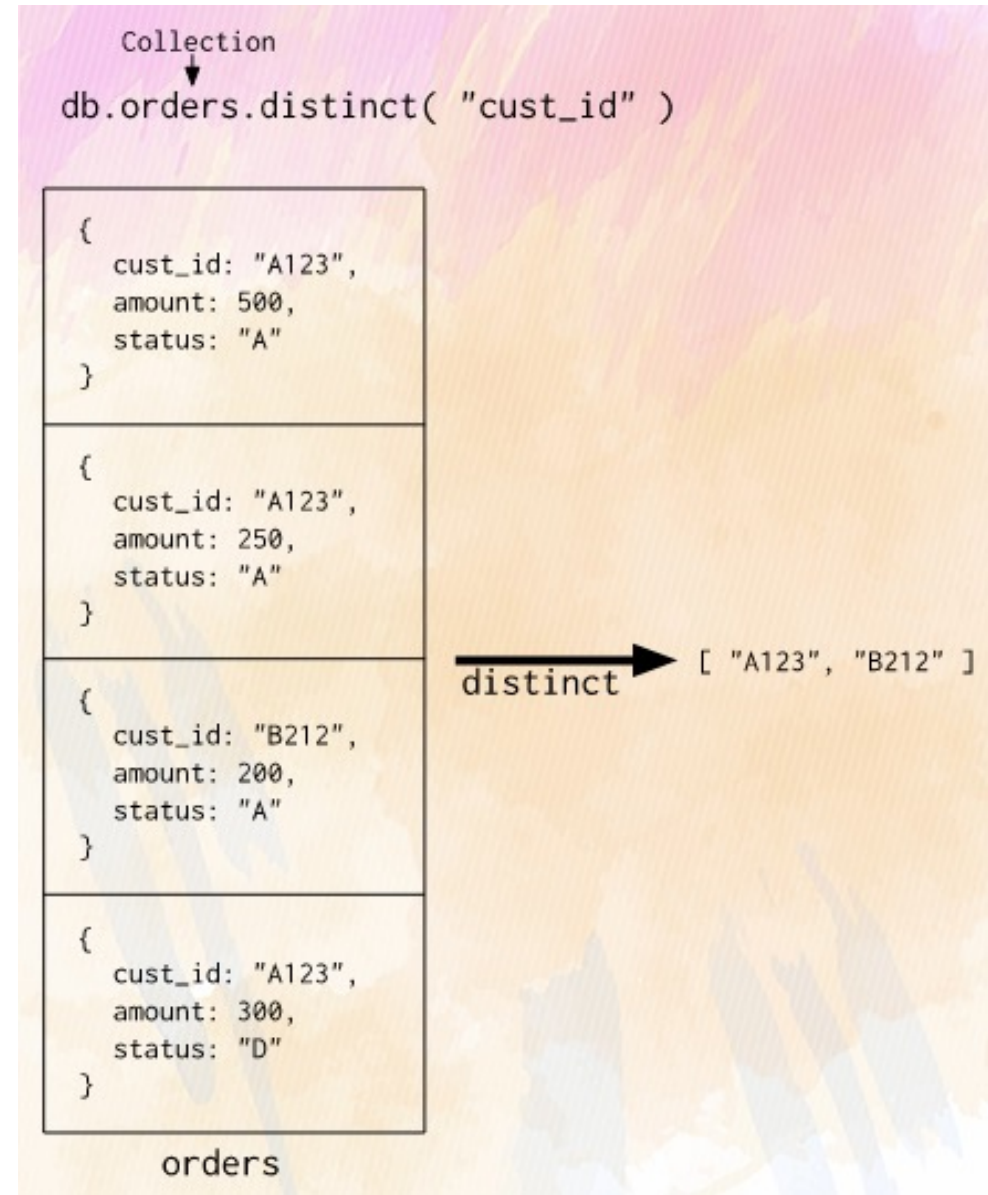 Collection
db.orders.distinct( "cust_id" )
{
cust_id: "A123",
amount: 500,
status: "A"
}
{
cust_id: "A123",
amount: 250,
status: "A"
}
{
cust_id: "B212",
amount: 200,
status: "A"
}
{
cust_id: "A123",
amount: 300,
status: "D"
}
distinct
[ "A123", "B212" ]
orders